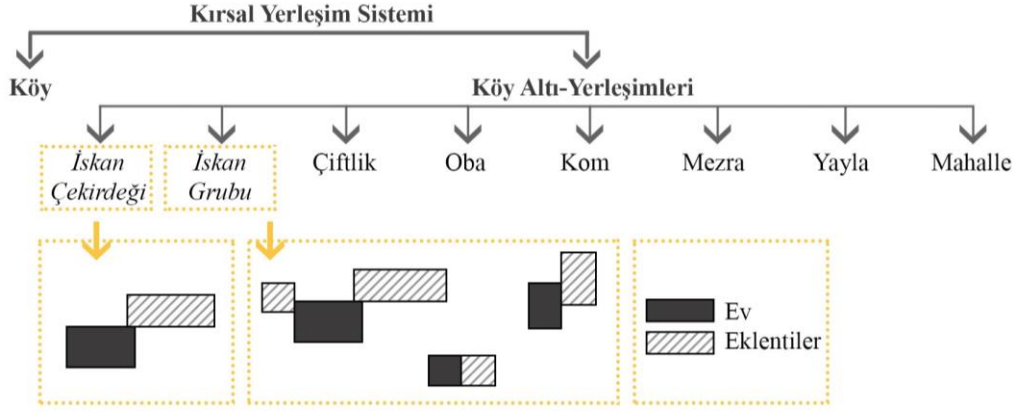 Kırsal Yerleşim Sistemi
Köy
Köy Altı-Yerleşimleri
İskan
Çekirdeği
İskan
Grubu
Çiftlik
Oba
Kom
Mezra
Yayla
Mahalle
Ev
Eklentiler